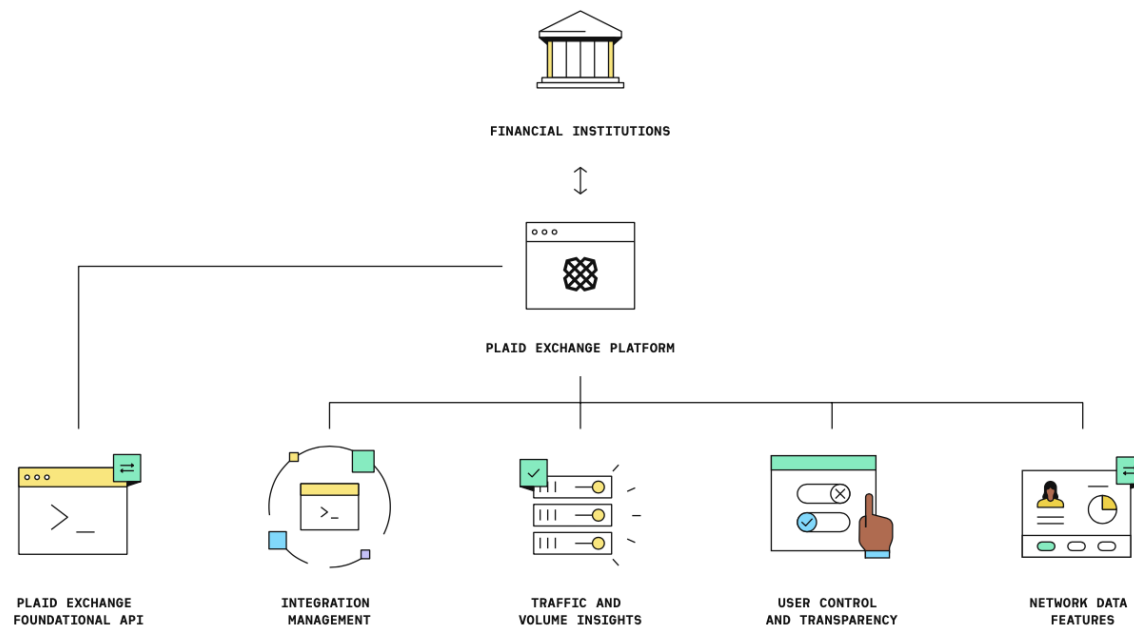 FINANCIAL INSTITUTIONS
PLAID EXCHANGE PLATFORM
PLAID EXCHANGE
FOUNDATIONAL API
INTEGRATION
MANAGEMENT
TRAFFIC AND
VOLUME INSIGHTS
USER CONTROL
AND TRANSPARENCY
NETWORK DATA
FEATURES